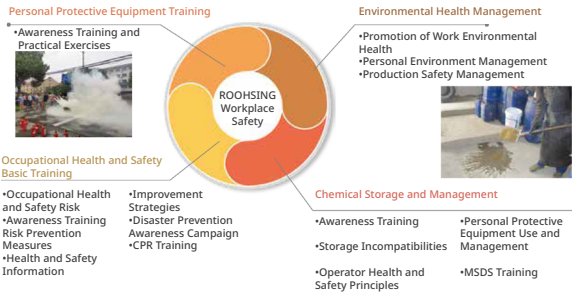 Personal Protective Equipment Training
•Awareness Training and
Practical Exercises
Environmental Health Management
•Promotion of Work Environmental
Health
•Personal Environment Management
•Production Safety Management
ROOHSING
Workplace
Safety
Occupational Health and Safety
Basic Training
•Occupational Health
and Safety Risk
•Awareness Training
Risk Prevention
Measures
•Health and Safety
Information
•Improvement
Strategies
•Disaster Prevention
Awareness Campaign
•CPR Training
Chemical Storage and Management
•Awareness Training
•Storage Incompatibilities
•Operator Health and
Safety Principles
•Personal Protective
Equipment Use and
Management
•MSDS Training